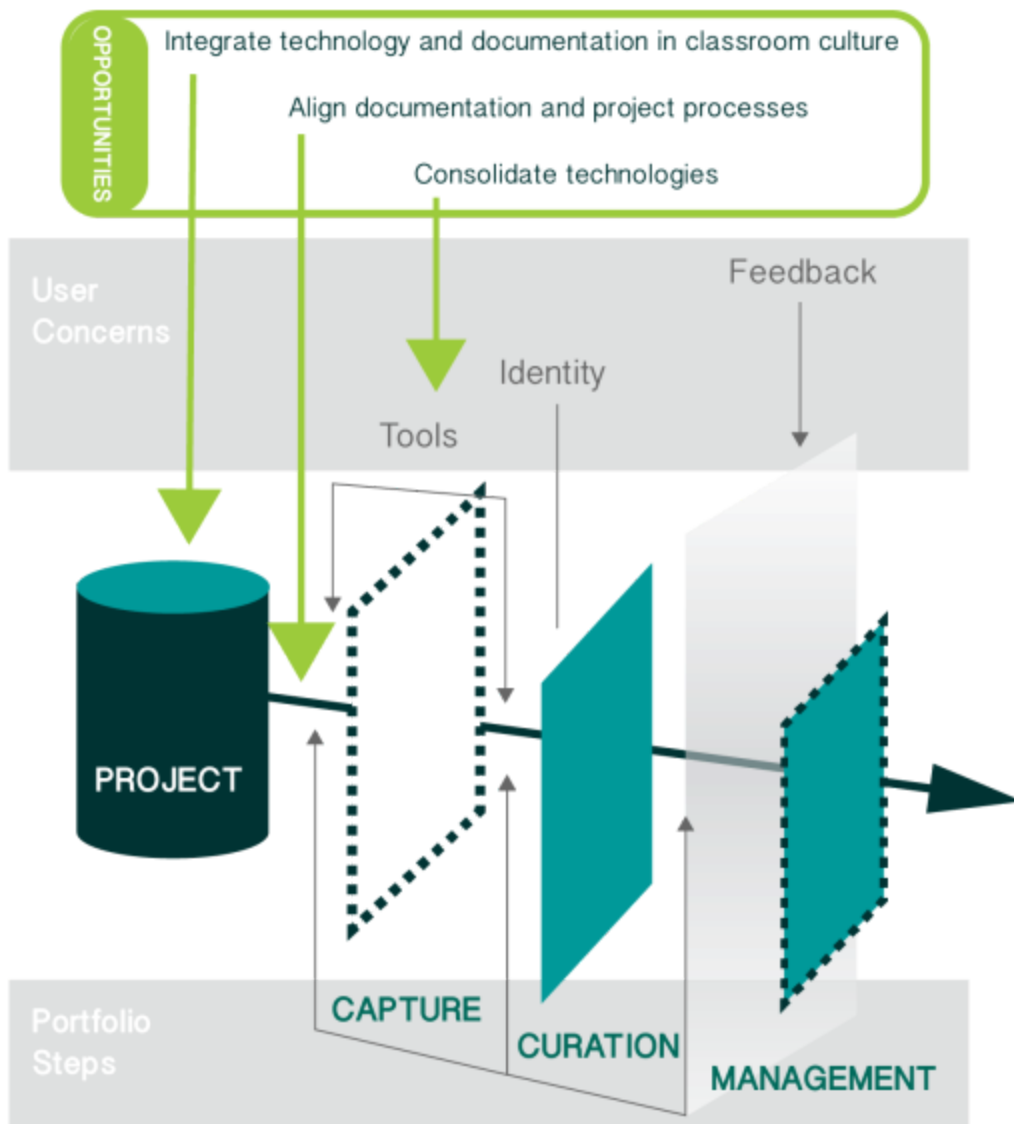 OPPORTUNITIES
Integrate technology and documentation in classroom culture
Align documentation and project processes
Consolidate technologies
User
Concerns
Feedback
Identity
Tools
PROJECT
Portfolio
Steps
CAPTURE
CURATION
MANAGEMENT